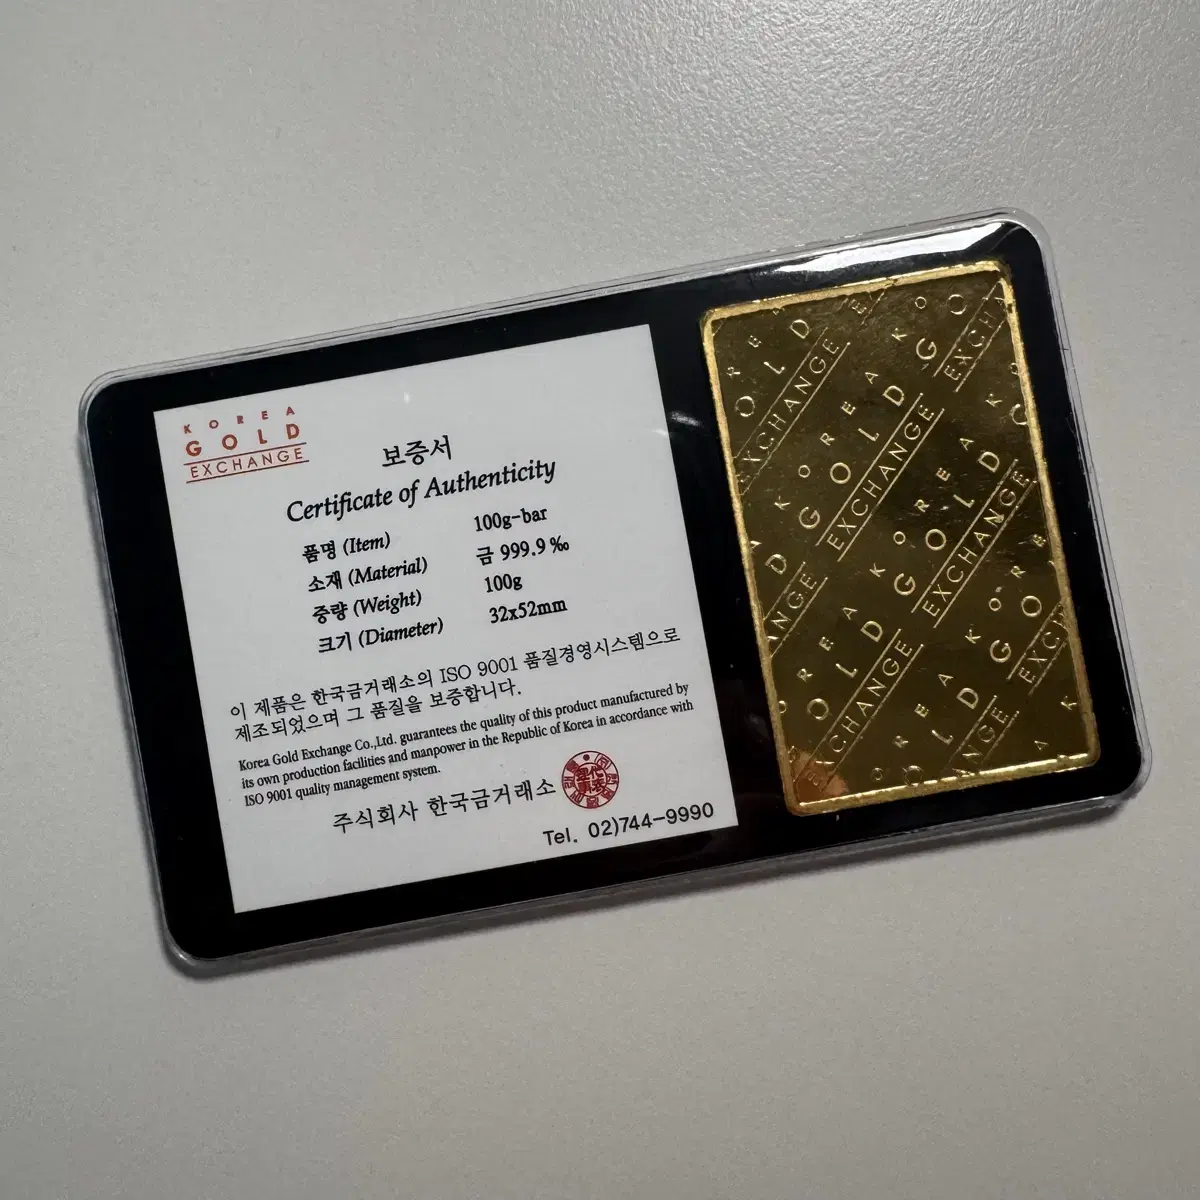 KOREA
GOLD
EXCHANGE
보증서
Certificate of Authenticity
품명 (Item) 100g-bar
소재 (Material) 금 999.9 ‰
중량 (Weight) 100g
크기 (Diameter) 32x52mm
이 제품은 한국금거래소의 ISO 9001 품질경영시스템으로
제조되었으며 그 품질을 보증합니다.
Korea Gold Exchange Co.,Ltd. guarantees the quality of this product manufactured by
its own production facilities and manpower in the Republic of Korea in accordance with
ISO 9001 quality management system.
주식회사 한국금거래소
Tel. 02)744-9990
KOREA
GOLD
EXCHANGE
KOREA
GOLD
EXCHANGE